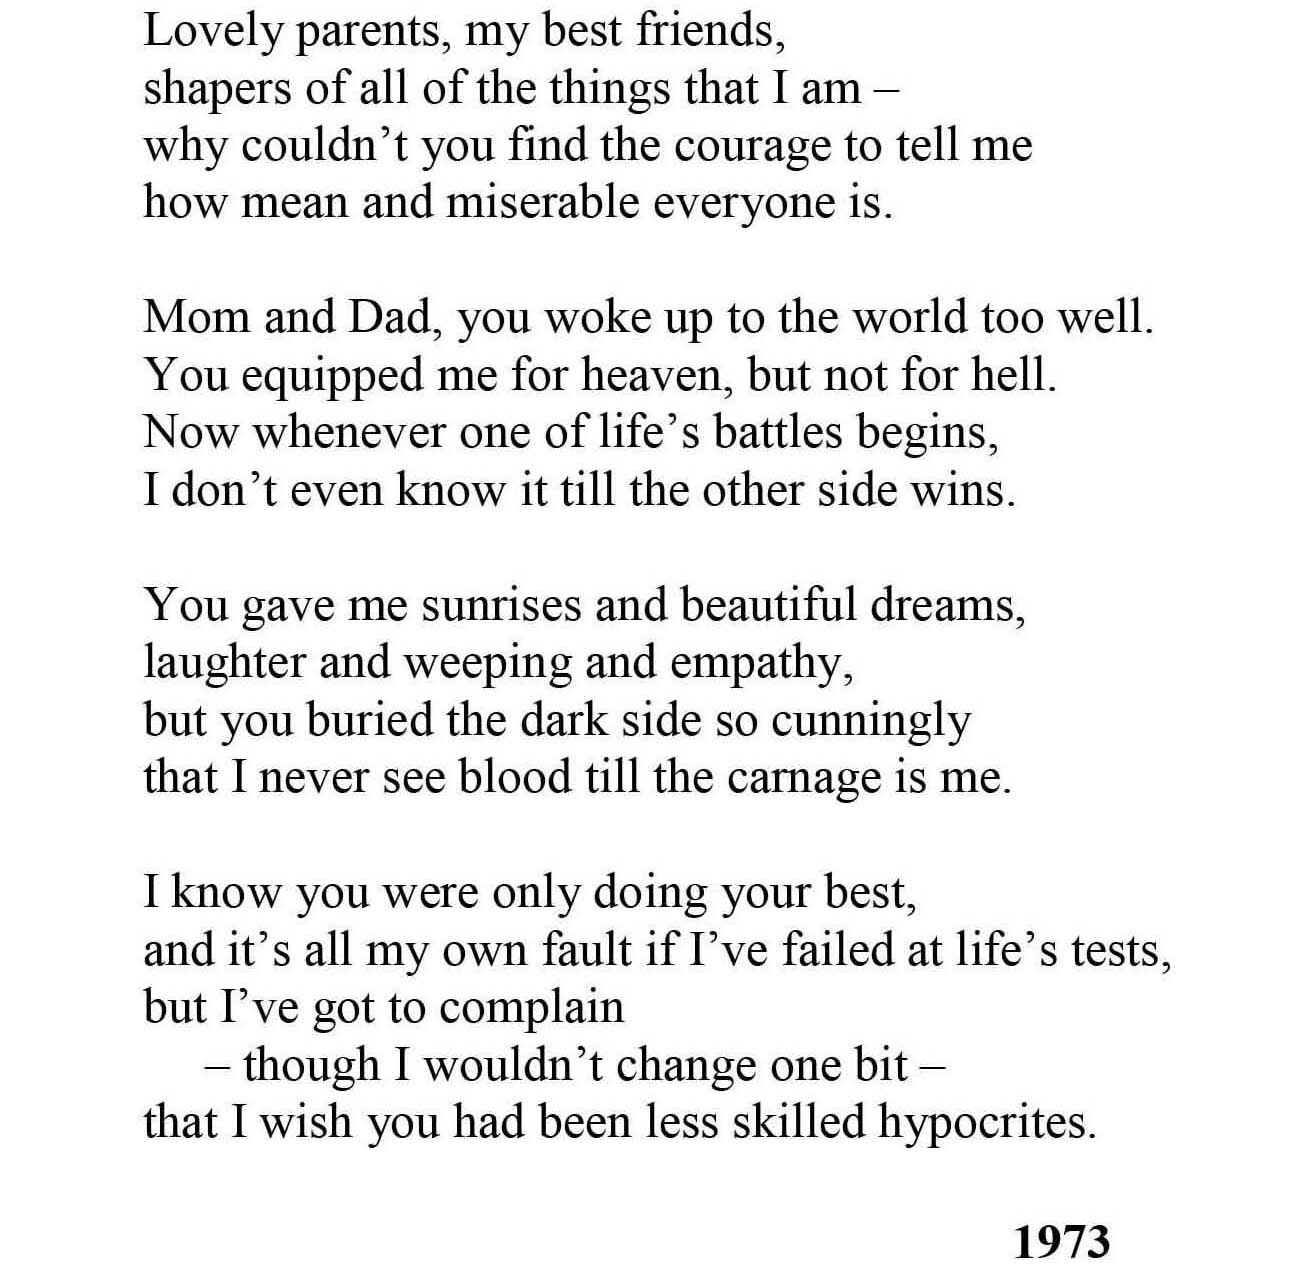 Lovely parents, my best friends,
shapers of all of the things that I am –
why couldn’t you find the courage to tell me
how mean and miserable everyone is.
Mom and Dad, you woke up to the world too well.
You equipped me for heaven, but not for hell.
Now whenever one of life’s battles begins,
I don’t even know it till the other side wins.
You gave me sunrises and beautiful dreams,
laughter and weeping and empathy,
but you buried the dark side so cunningly
that I never see blood till the carnage is me.
I know you were only doing your best,
and it’s all my own fault if I’ve failed at life’s tests,
but I’ve got to complain
– though I wouldn’t change one bit –
that I wish you had been less skilled hypocrites.
1973